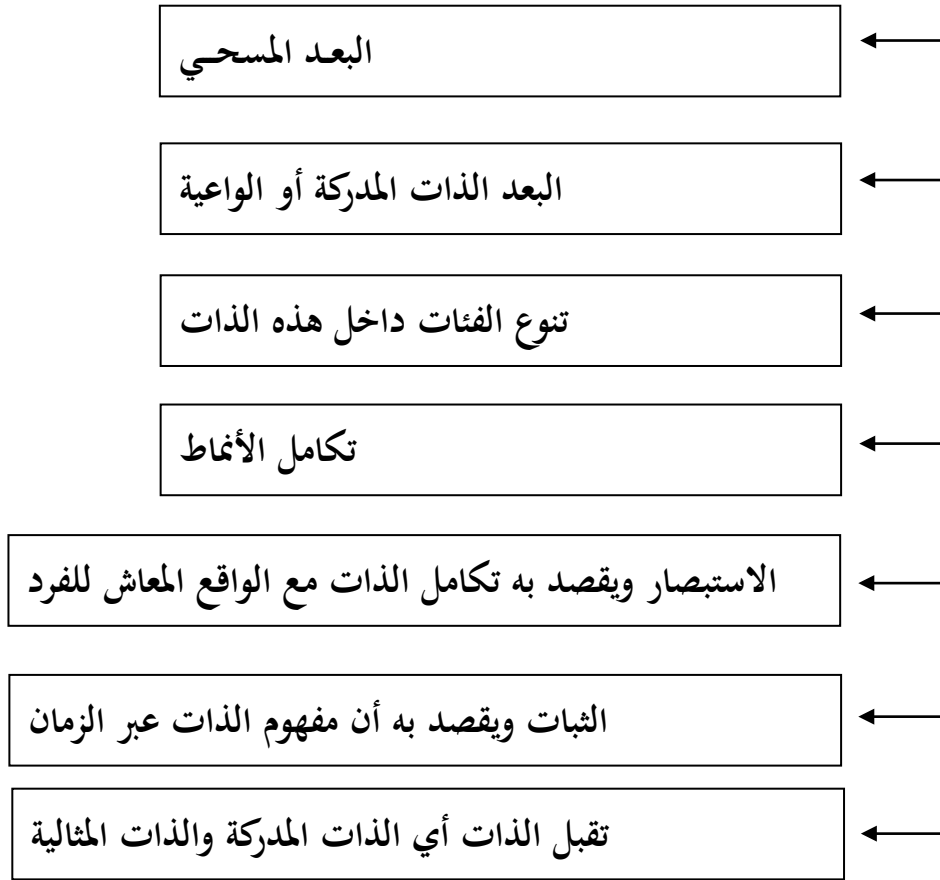 البعد المسحي
البعد الذات المدركة أو الواعية
تنوع الفئات داخل هذه الذات
تكامل الأنماط
الاستبصار ويقصد به تكامل الذات مع الواقع المعاش للفرد
الثبات ويقصد به أن مفهوم الذات عبر الزمان
تقبل الذات أي الذات المدركة والذات المثالية